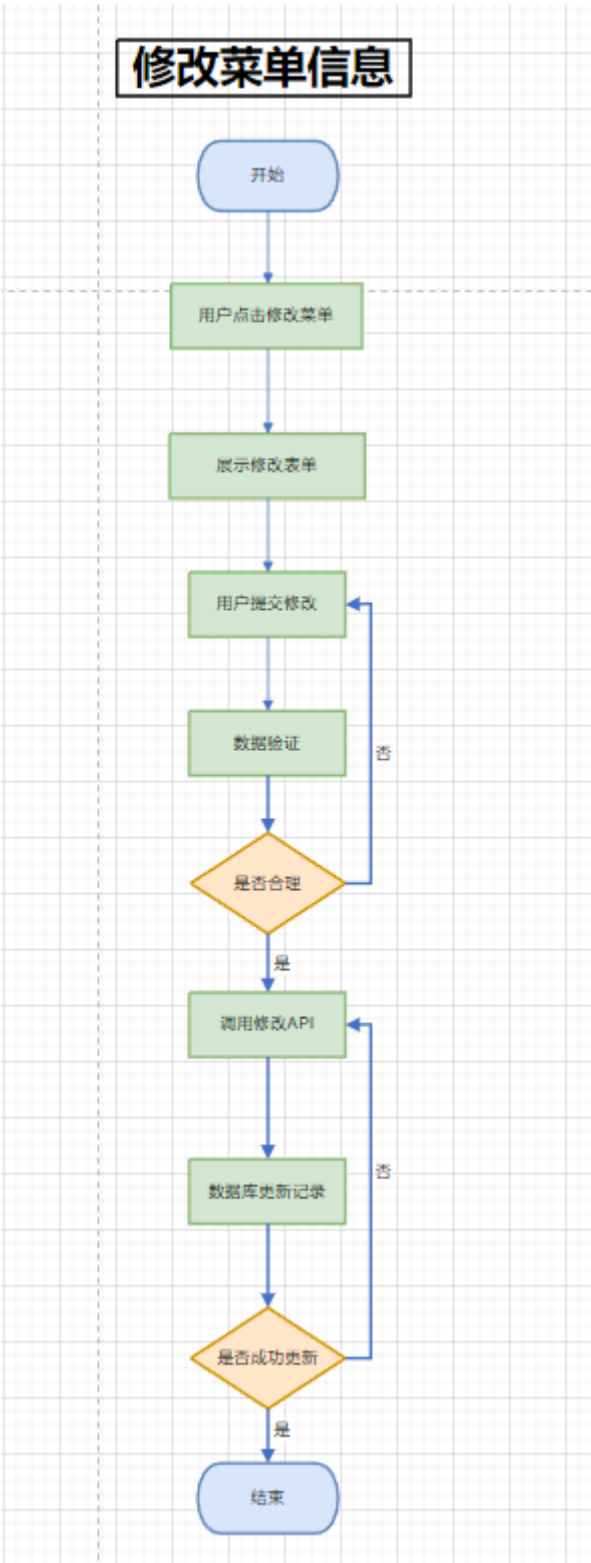 修改菜单信息
开始
用户点击修改菜单
展示修改表单
用户提交修改
数据验证
否
是否合理
是
调用修改API
否
数据库更新记录
是否成功更新
是
结束